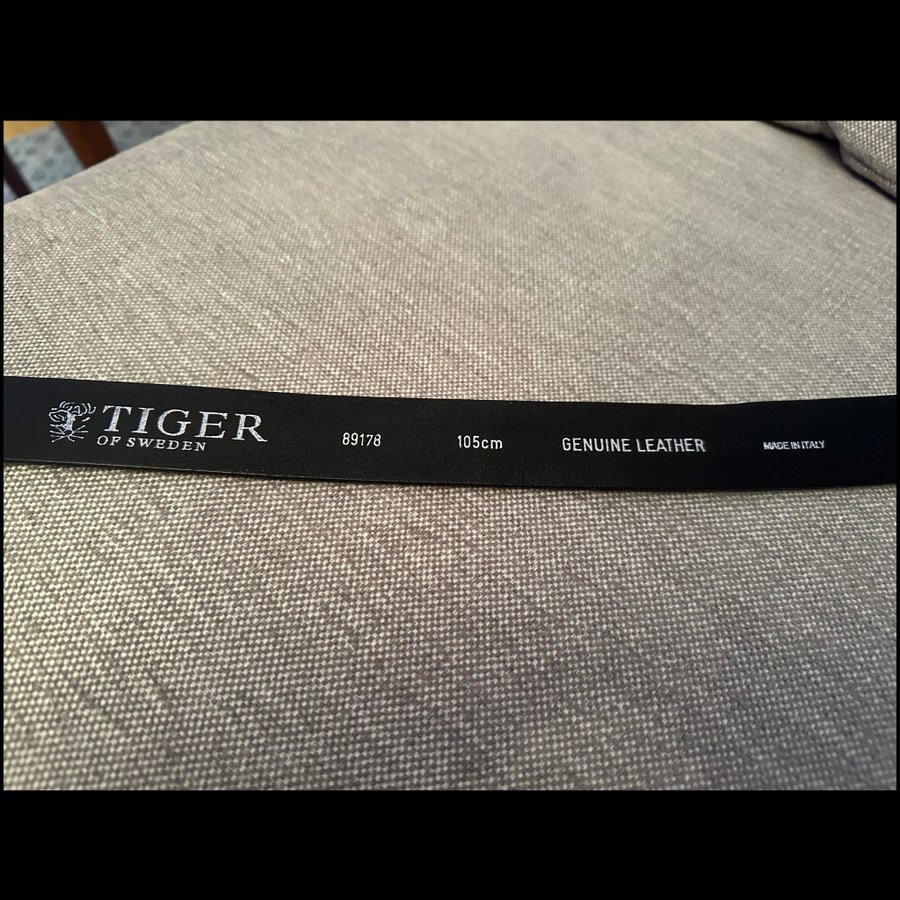 TIGER
OF SWEDEN
89178
105cm
GENUINE LEATHER
MADE IN ITALY